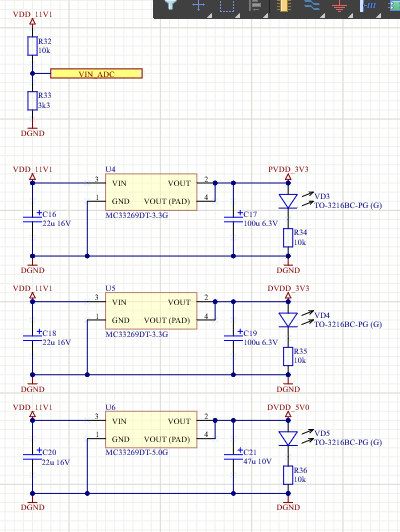 VDD_11V1
R32
10k
VIN_ADC
R33
3k3
DGND
VDD_11V1
U4
PVDD_3V3
3
VIN
VOUT
2
VD3
TO-3216BC-PG (G)
1
GND
VOUT (PAD)
4
C16
22u 16V
MC33269DT-3.3G
C17
100u 6.3V
R34
10k
DGND
DGND
VDD_11V1
U5
DVDD_3V3
3
VIN
VOUT
2
VD4
TO-3216BC-PG (G)
1
GND
VOUT (PAD)
4
C18
22u 16V
MC33269DT-3.3G
C19
100u 6.3V
R35
10k
DGND
DGND
VDD_11V1
U6
DVDD_5V0
3
VIN
VOUT
2
VD5
TO-3216BC-PG (G)
1
GND
VOUT (PAD)
4
C20
22u 16V
MC33269DT-5.0G
C21
47u 10V
R36
10k
DGND
DGND